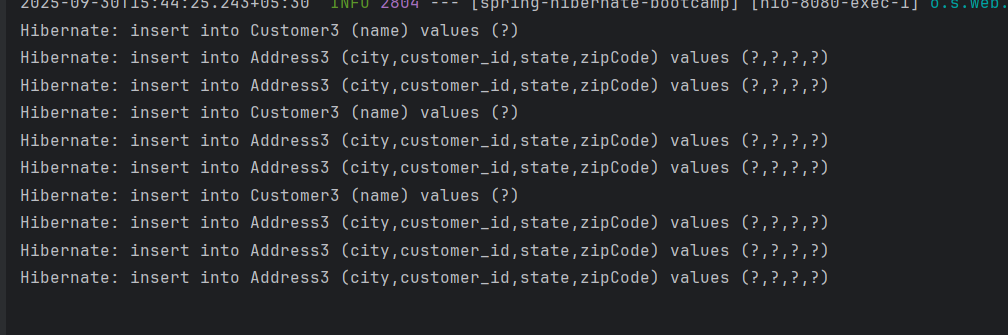 2025-09-30T15:44:25.243+05:30 INFO 2804 --- [spring-hibernate-bootcamp] [nio-8080-exec-1] o.s.web.
Hibernate: insert into Customer3 (name) values (?)
Hibernate: insert into Address3 (city,customer_id,state,zipCode) values (?,?,?,?)
Hibernate: insert into Address3 (city,customer_id,state,zipCode) values (?,?,?,?)
Hibernate: insert into Customer3 (name) values (?)
Hibernate: insert into Address3 (city,customer_id,state,zipCode) values (?,?,?,?)
Hibernate: insert into Address3 (city,customer_id,state,zipCode) values (?,?,?,?)
Hibernate: insert into Customer3 (name) values (?)
Hibernate: insert into Address3 (city,customer_id,state,zipCode) values (?,?,?,?)
Hibernate: insert into Address3 (city,customer_id,state,zipCode) values (?,?,?,?)
Hibernate: insert into Address3 (city,customer_id,state,zipCode) values (?,?,?,?)